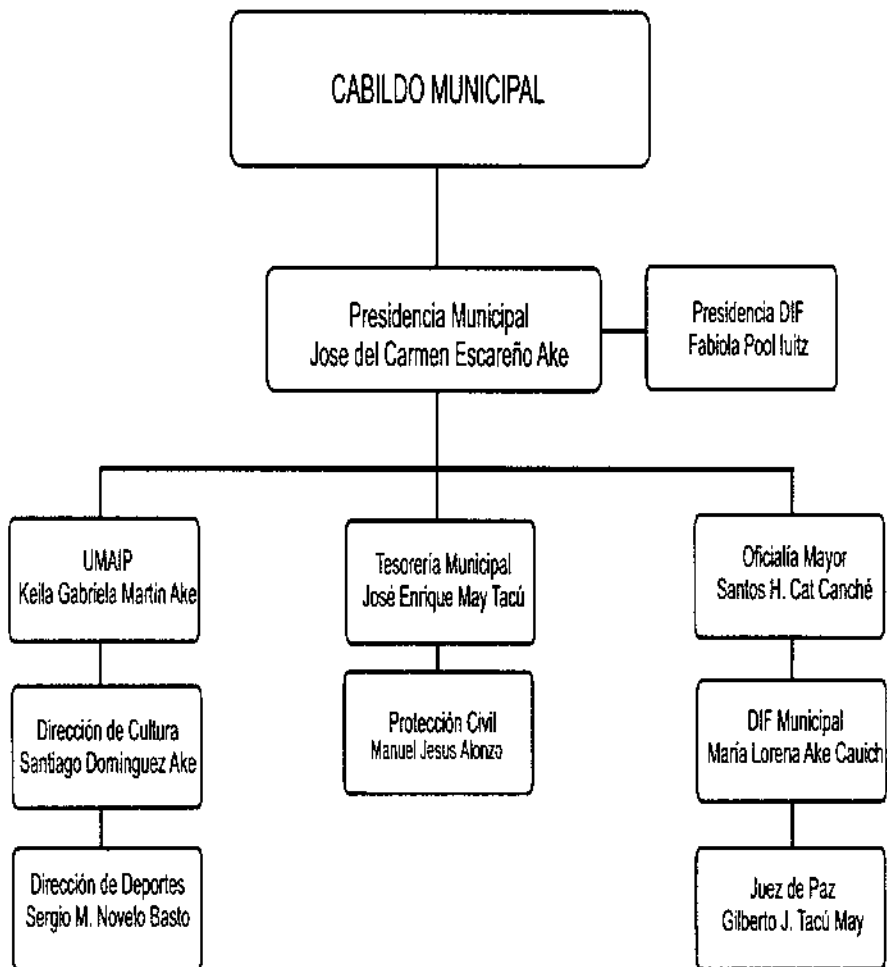 CABILDO MUNICIPAL
Presidencia Municipal
Jose del Carmen Escareño Ake
Presidencia DIF
Fabiola Pool Iuitz
UMAIP
Keila Gabriela Martin Ake
Tesorería Municipal
José Enrique May Tacú
Oficialía Mayor
Santos H. Cat Canché
Dirección de Cultura
Santiago Dominguez Ake
Protección Civil
Manuel Jesus Alonzo
DIF Municipal
María Lorena Ake Cauich
Dirección de Deportes
Sergio M. Novelo Basto
Juez de Paz
Gilberto J. Tacú May